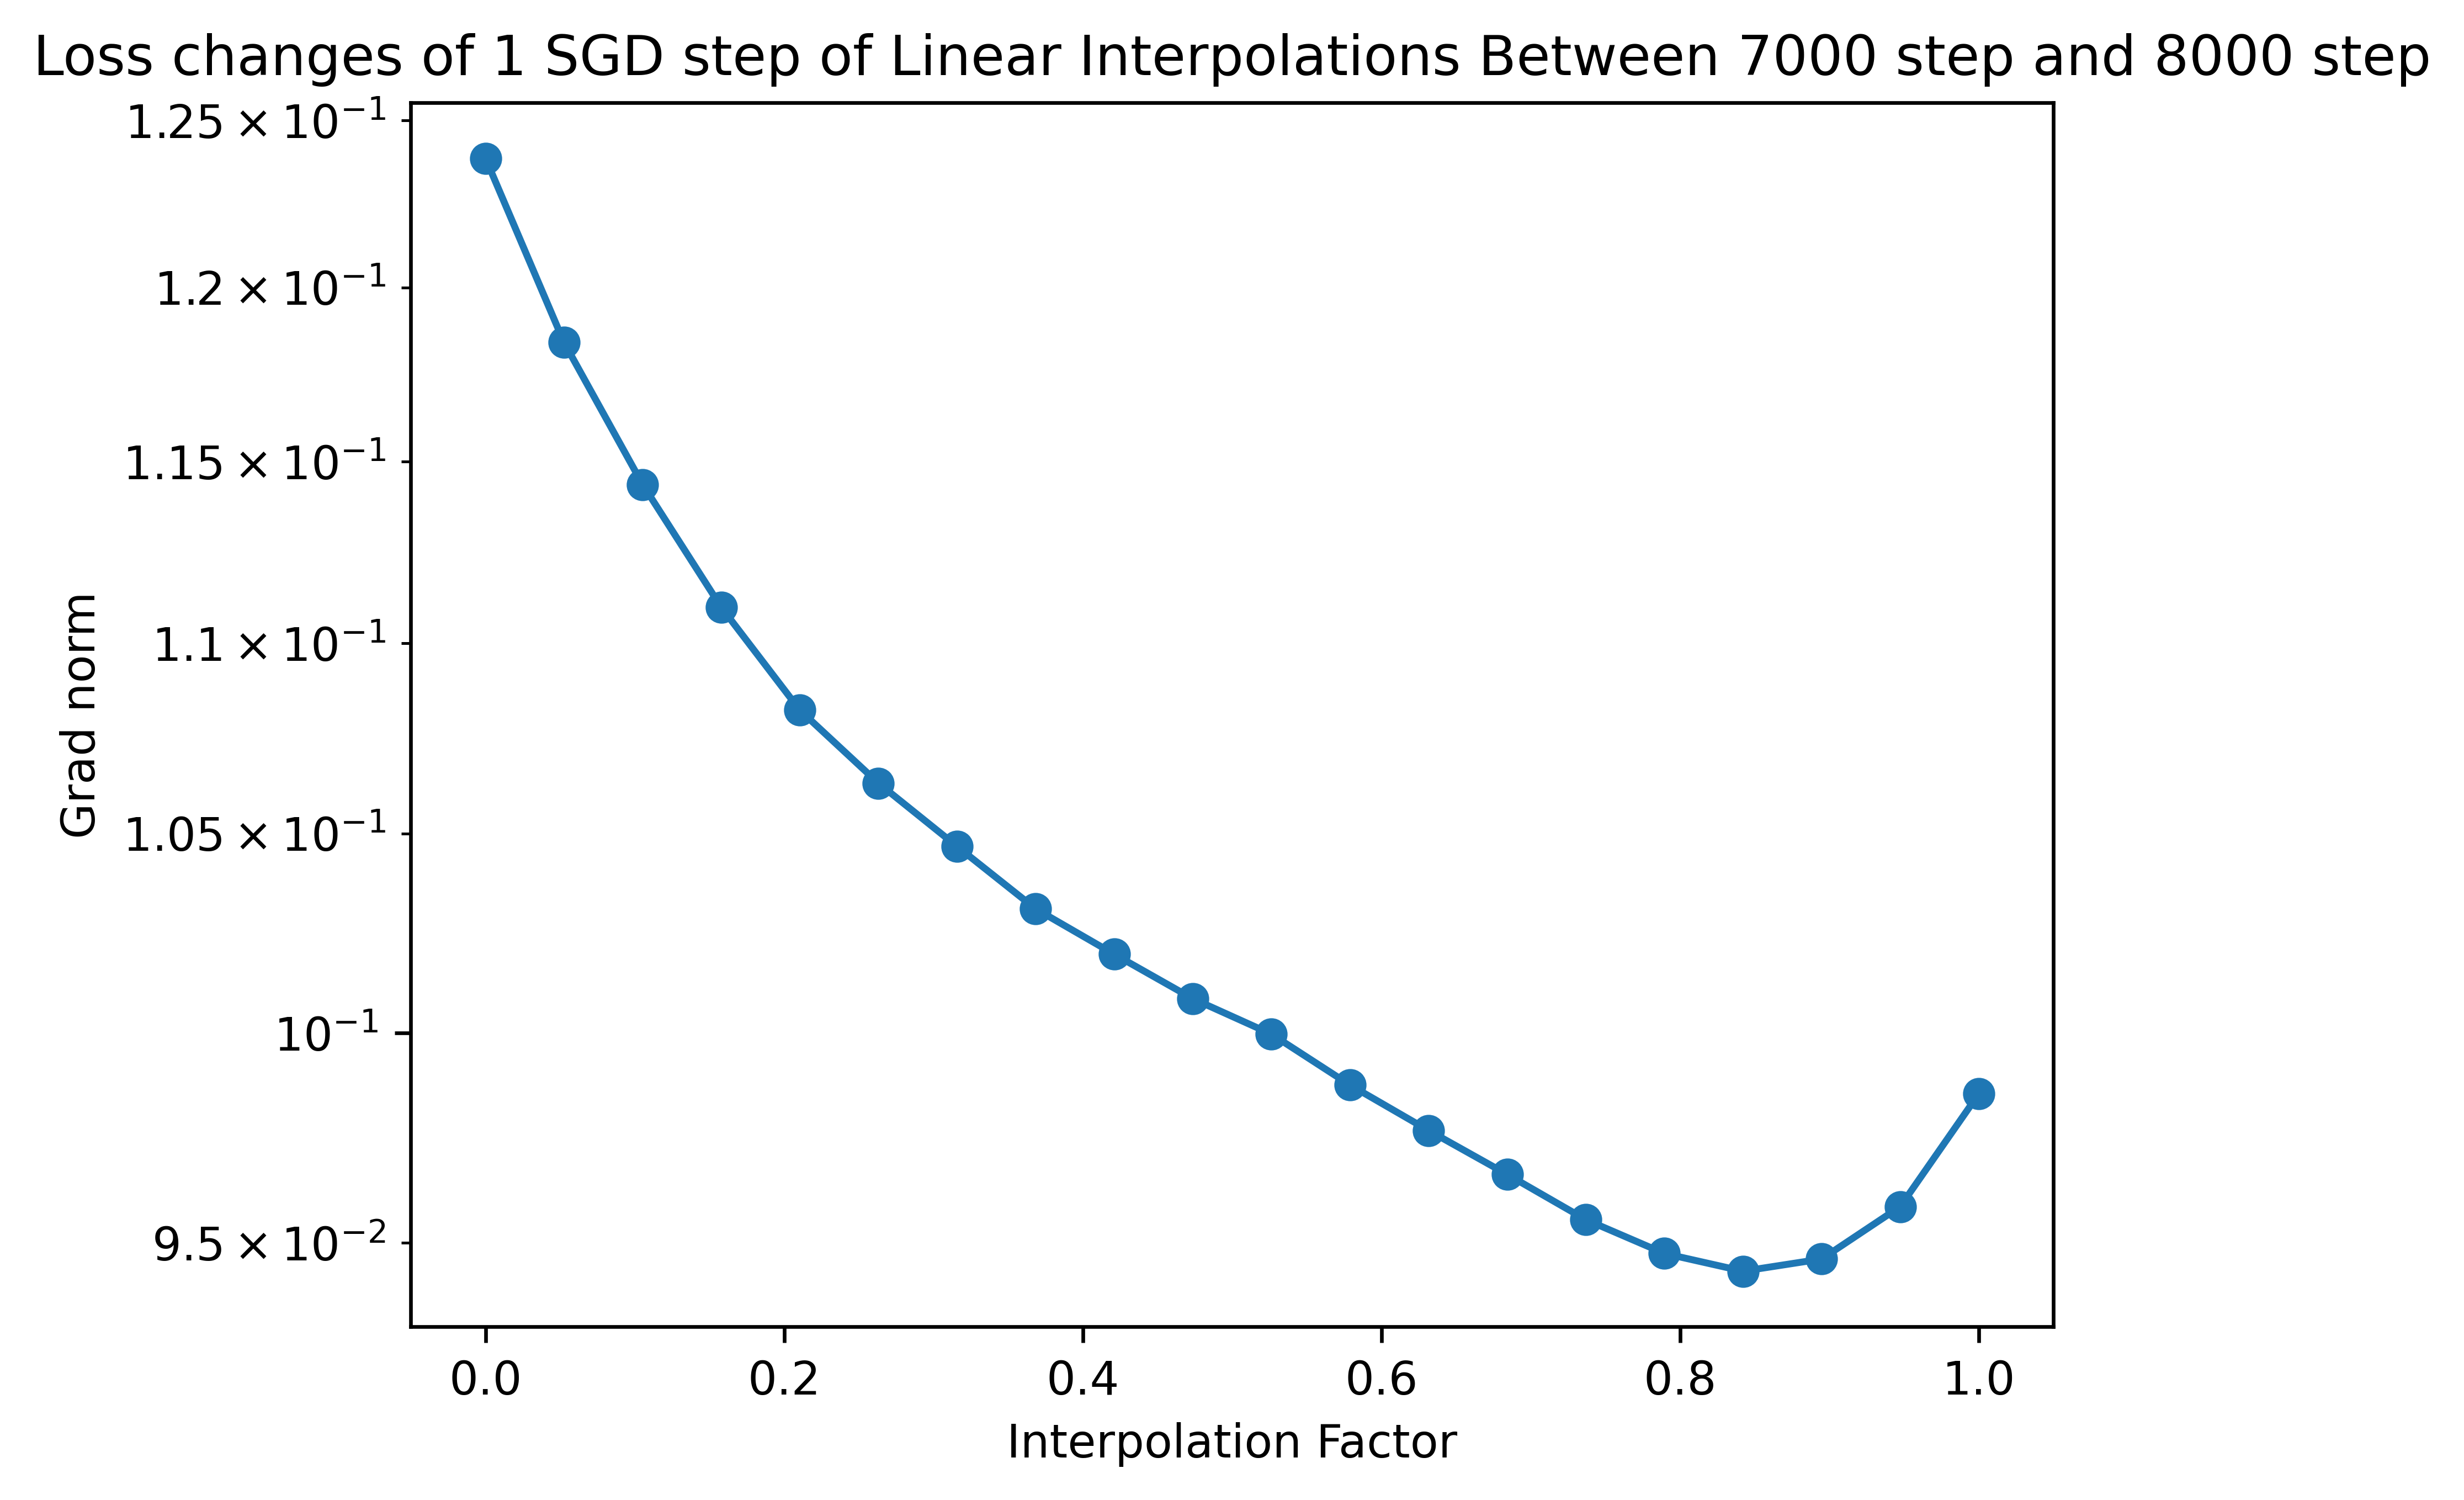 Loss changes of 1 SGD step of Linear Interpolations Between 7000 step and 8000 step
1.25 × 10⁻¹
1.2 × 10⁻¹
1.15 × 10⁻¹
1.1 × 10⁻¹
1.05 × 10⁻¹
10⁻¹
9.5 × 10⁻²
Grad norm
0.0 0.2 0.4 0.6 0.8 1.0
Interpolation Factor